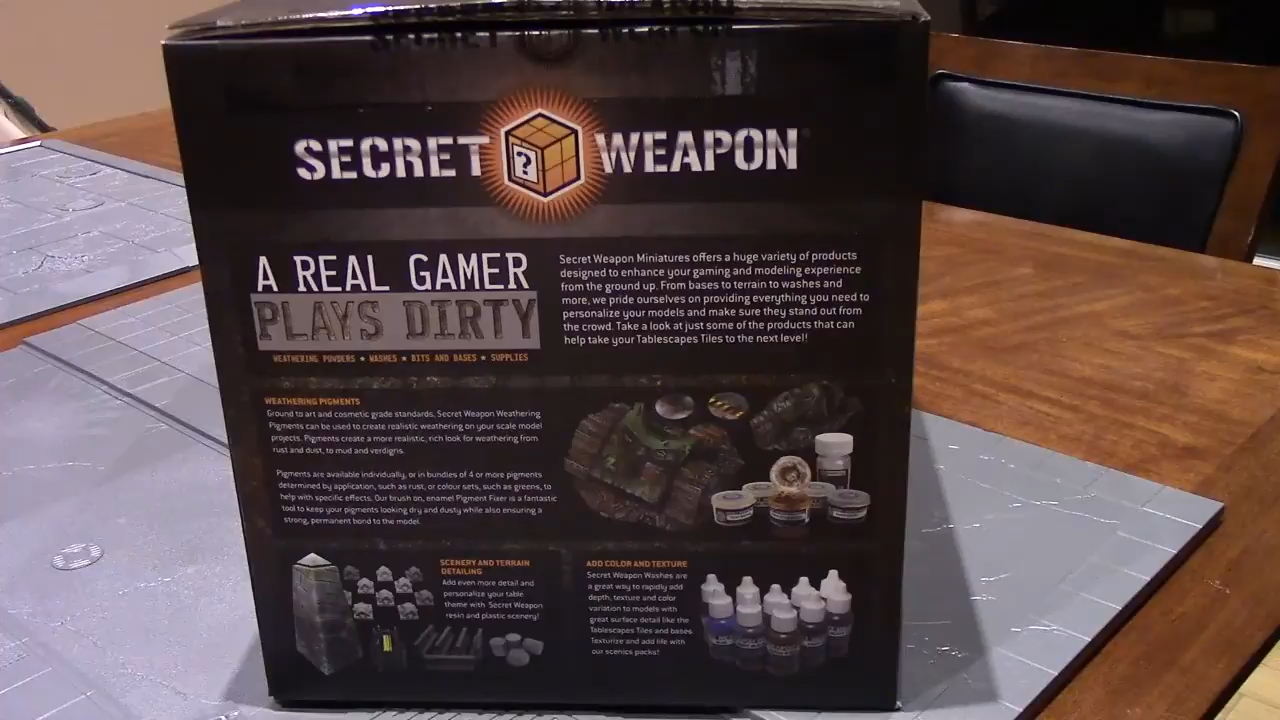 SECRET WEAPON
SECRET ? WEAPON
A REAL GAMER
PLAYS DIRTY
WEATHERING POWDERS ★ WASHES ★ BITS AND BASES ★ SUPPLIES
Secret Weapon Miniatures offers a huge variety of products
designed to enhance your gaming and modeling experience
from the ground up. From bases to terrain to washes and
more, we pride ourselves on providing everything you need to
personalize your models and make sure they stand out from
the crowd. Take a look at just some of the products that can
help take your Tablescapes Tiles to the next level!
WEATHERING PIGMENTS
Ground to art and cosmetic grade standards, Secret Weapon Weathering
Pigments can be used to create realistic weathering on your scale model
projects. Pigments create a more realistic, rich look for weathering from
rust and dust, to mud and verdigris.
Pigments are available individually, or in bundles of 4 or more pigments
determined by application, such as rust, or colour sets, such as greens, to
help with specific effects. Our brush on, enamel Pigment Fixer is a fantastic
tool to keep your pigments looking dry and dusty while also ensuring a
strong, permanent bond to the model.
SCENERY AND TERRAIN
DETAILING
Add even more detail and
personalize your table
theme with Secret Weapon
resin and plastic scenery!
ADD COLOR AND TEXTURE
Secret Weapon Washes are
a great way to rapidly add
depth, texture and color
variation to models with
great surface detail like the
Tablescapes Tiles and bases.
Texturize and add life with
our scenics packs!